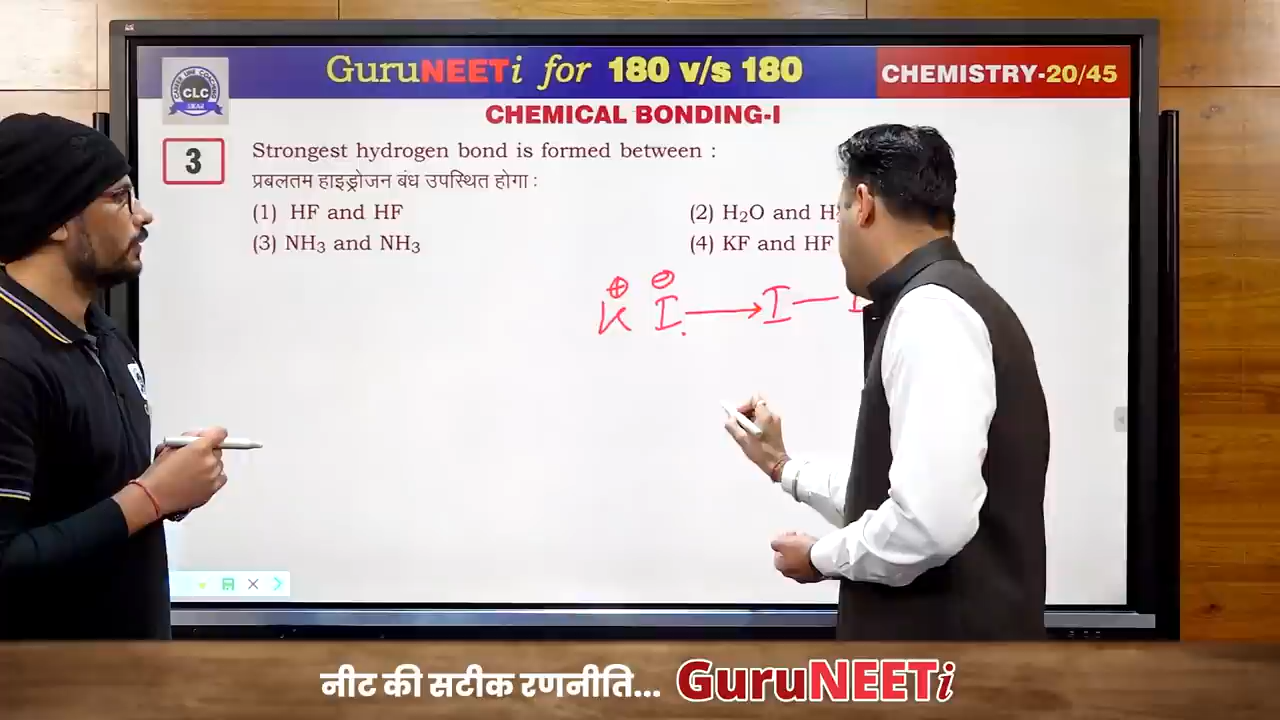 GuruNEETi for 180 v/s 180
CHEMISTRY-20/45
CLC
CHEMICAL BONDING-I
3
Strongest hydrogen bond is formed between :
प्रबलतम हाइड्रोजन बंध उपस्थित होगा :
(1) HF and HF
(2) H₂O and
(3) NH₃ and NH₃
(4) KF and HF
⊕ ⊖
K I → I —
नीट की सटीक रणनीति... GuruNEETi